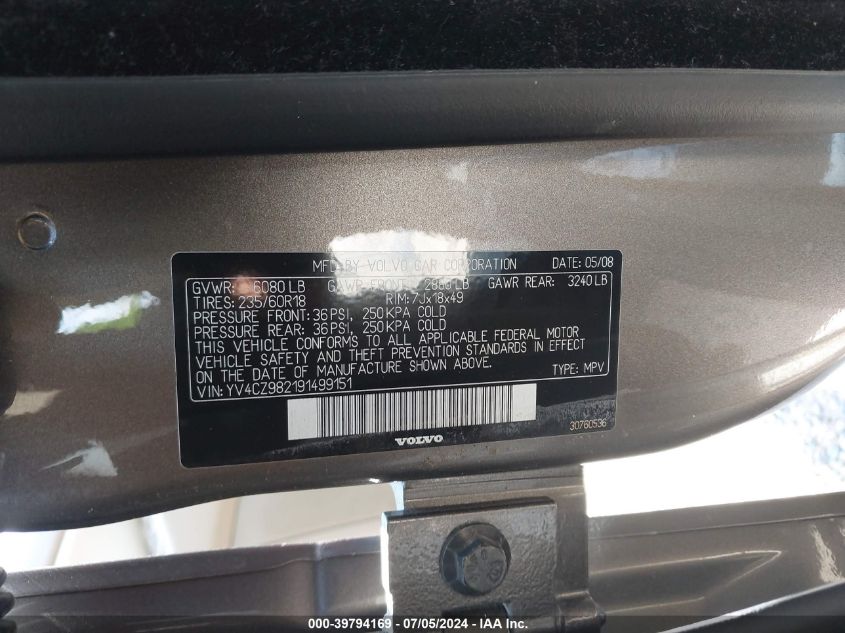 MFD BY VOLVO CAR CORPORATION DATE: 05/08
GVWR: 6080 LB GAWR FRONT: LB GAWR REAR: 3240 LB
TIRES: 235/60R18 RIM: 7Jx18x49
PRESSURE FRONT: 36 PSI, 250 KPA COLD
PRESSURE REAR: 36 PSI, 250 KPA COLD
THIS VEHICLE CONFORMS TO ALL APPLICABLE FEDERAL MOTOR
VEHICLE SAFETY AND THEFT PREVENTION STANDARDS IN EFFECT
ON THE DATE OF MANUFACTURE SHOWN ABOVE.
VIN: YV4CZ982191499151 TYPE: MPV
30760536
VOLVO
000-39794169 - 07/05/2024 - IAA Inc.